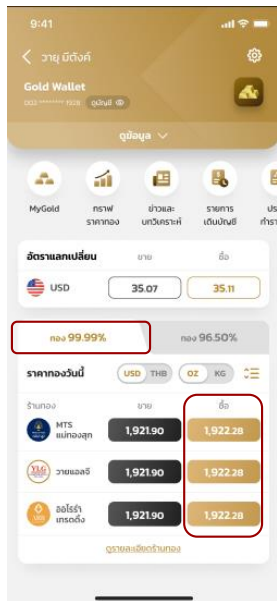 9:41
วายุ มีตังค์
Gold Wallet
ดูบัญชี
ดูข้อมูล
MyGold
กราฟ
ราคาทอง
ข่าวและ
บทวิเคราะห์
รายการ
เดินบัญชี
อัตราแลกเปลี่ยน ขาย ซื้อ
USD 35.07 35.11
ทอง 99.99% ทอง 96.50%
ราคาทองวันนี้ USD THB OZ KG
ร้านทอง ขาย ซื้อ
MTS
แม่ทองสุก
1,921.90 1,922.28
YLG
วายแอลจี
1,921.90 1,922.28
ออโรร่า
เทรดดิ้ง
1,921.90 1,922.28
ดูรายละเอียดร้านทอง